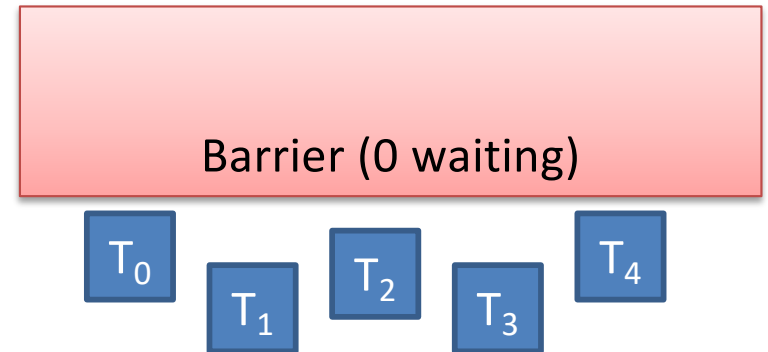 Barrier (0 waiting)
T₀
T₁
T₂
T₃
T₄